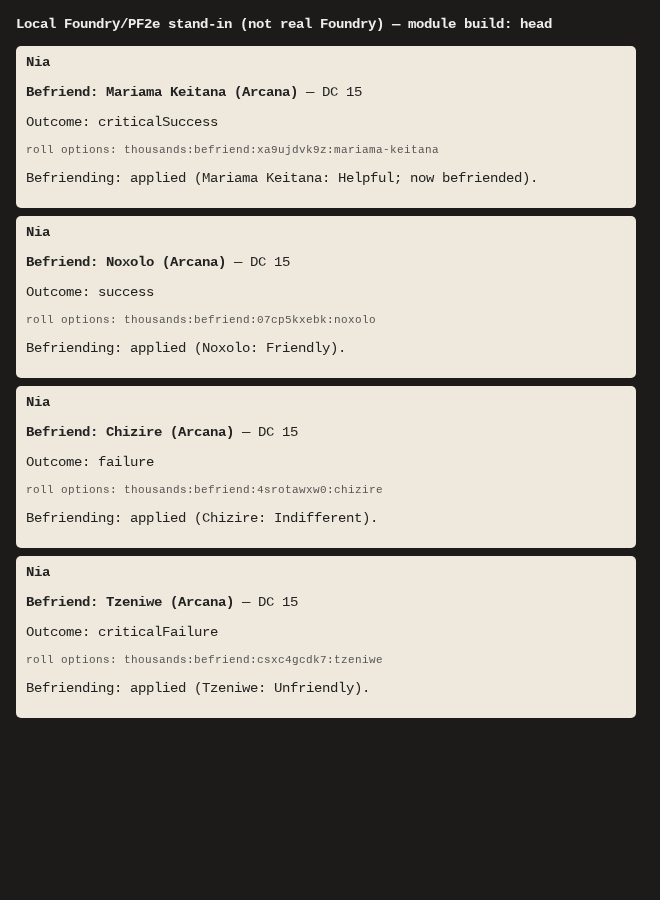 Local Foundry/PF2e stand-in (not real Foundry) — module build: head
Nia
Befriend: Mariama Keitana (Arcana) — DC 15
Outcome: criticalSuccess
roll options: thousands:befriend:xa9ujdvk9z:mariama-keitana
Befriending: applied (Mariama Keitana: Helpful; now befriended).
Nia
Befriend: Noxolo (Arcana) — DC 15
Outcome: success
roll options: thousands:befriend:07cp5kxebk:noxolo
Befriending: applied (Noxolo: Friendly).
Nia
Befriend: Chizire (Arcana) — DC 15
Outcome: failure
roll options: thousands:befriend:4srotawxw0:chizire
Befriending: applied (Chizire: Indifferent).
Nia
Befriend: Tzeniwe (Arcana) — DC 15
Outcome: criticalFailure
roll options: thousands:befriend:csxc4gcdk7:tzeniwe
Befriending: applied (Tzeniwe: Unfriendly).